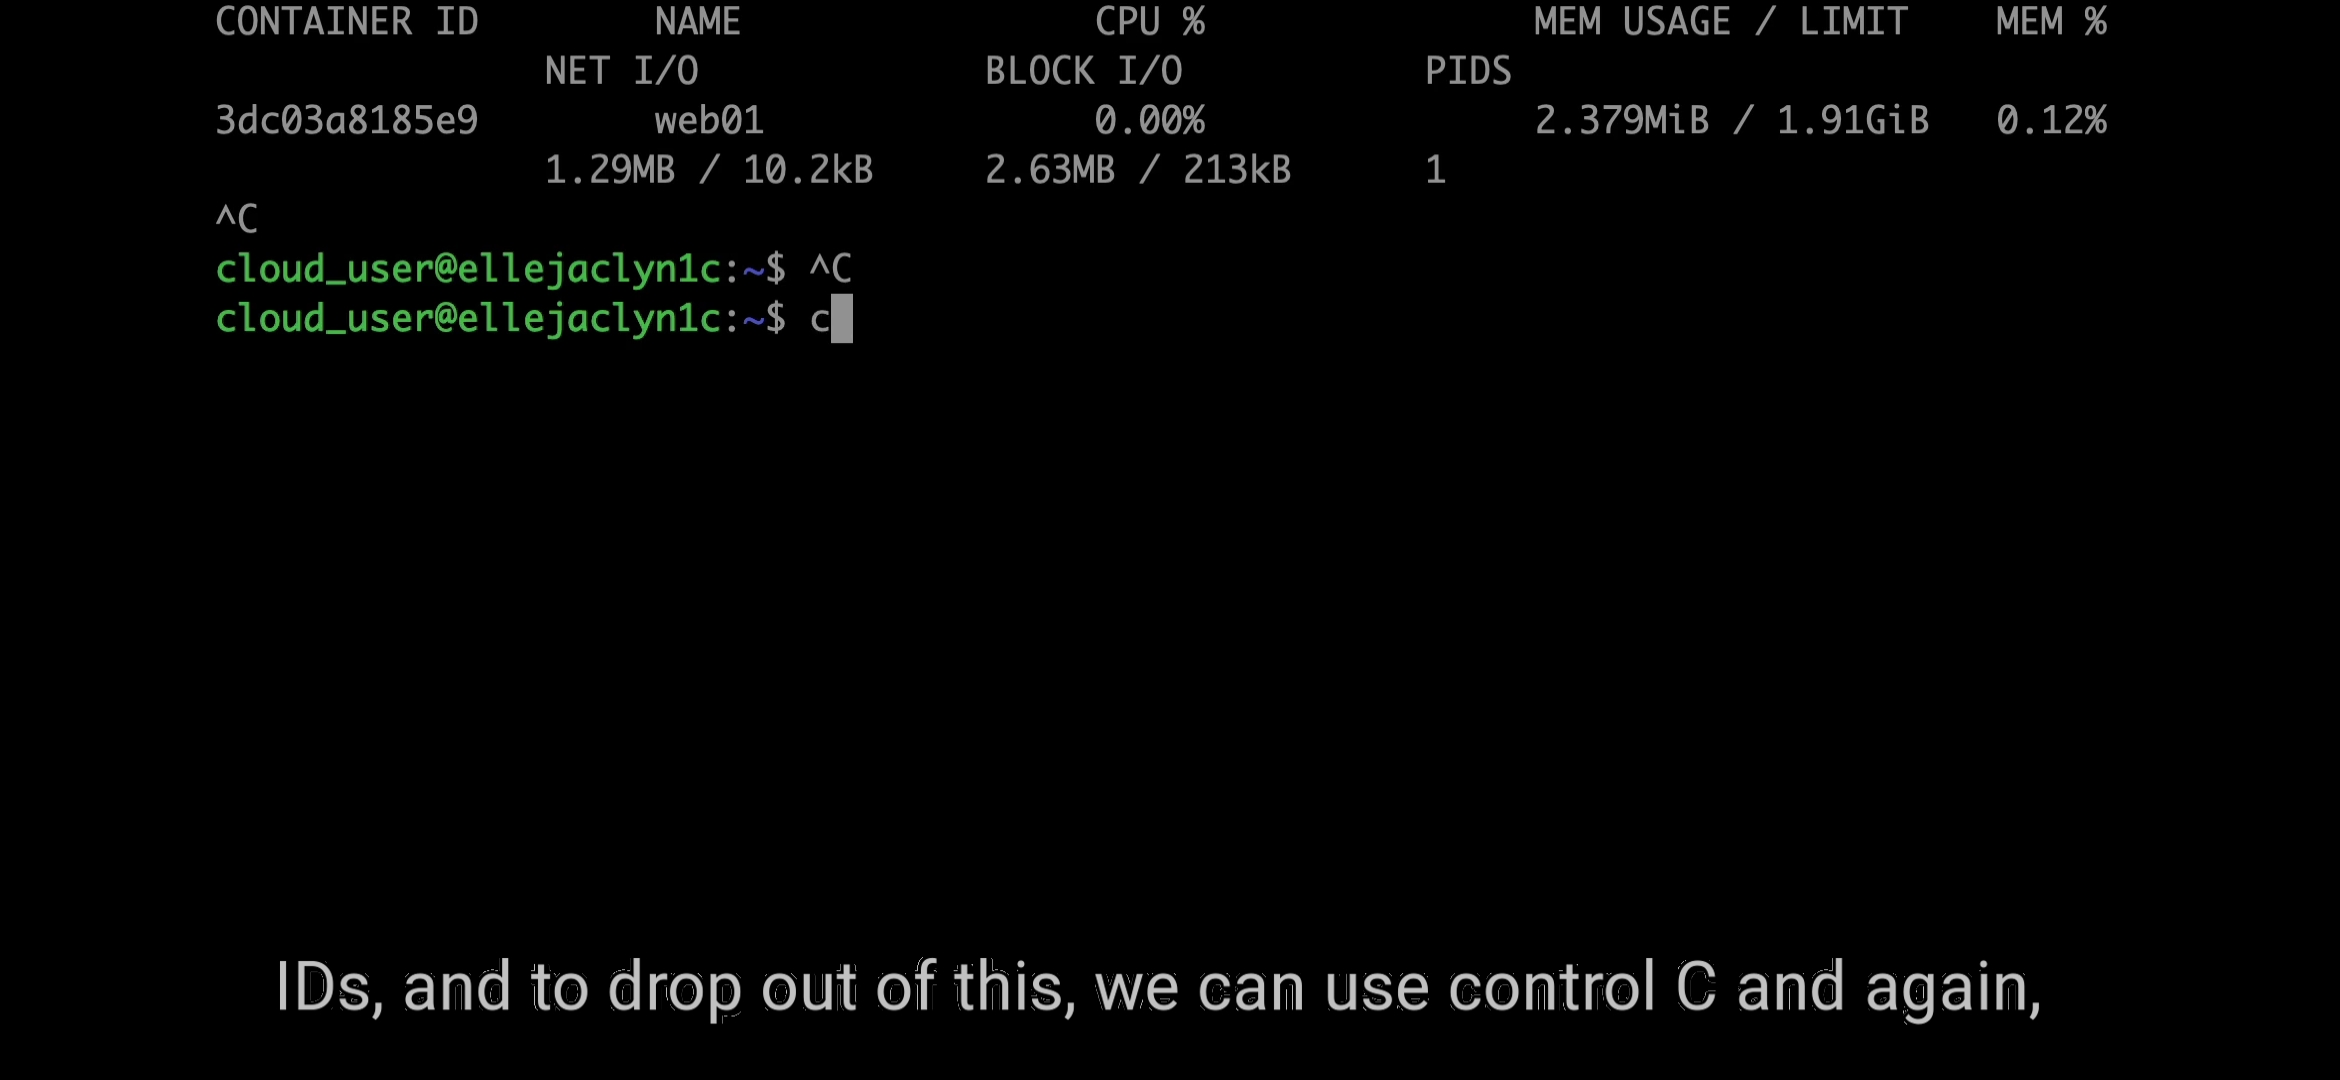 CONTAINER ID NAME CPU % MEM USAGE / LIMIT MEM %
NET I/O BLOCK I/O PIDS
3dc03a8185e9 web01 0.00% 2.379MiB / 1.91GiB 0.12%
1.29MB / 10.2kB 2.63MB / 213kB 1
^C
cloud_user@ellejaclyn1c:~$ ^C
cloud_user@ellejaclyn1c:~$ c
IDs, and to drop out of this, we can use control C and again,